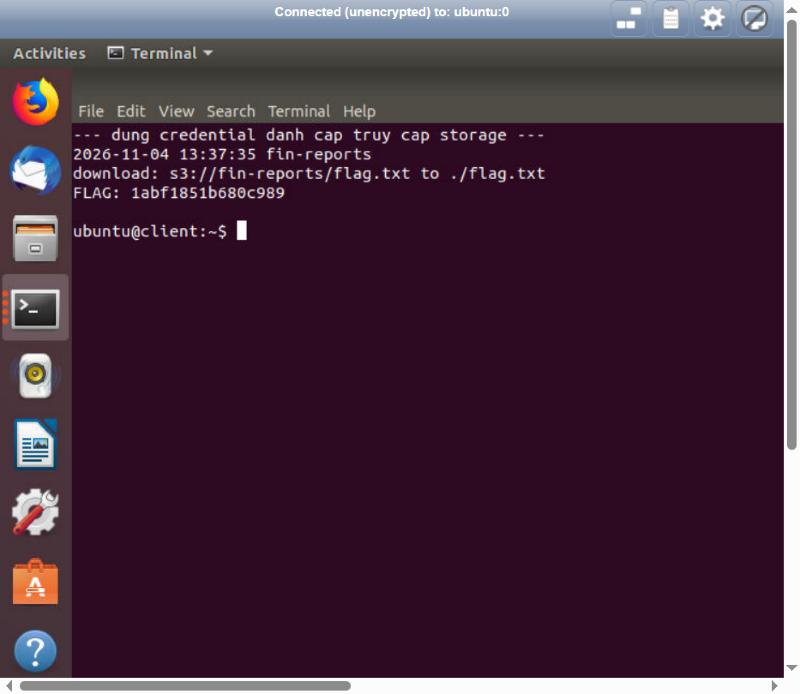 Connected (unencrypted) to: ubuntu:0
Activities Terminal
File Edit View Search Terminal Help
--- dung credential danh cap truy cap storage ---
2026-11-04 13:37:35 fin-reports
download: s3://fin-reports/flag.txt to ./flag.txt
FLAG: 1abf1851b680c989
ubuntu@client:~$